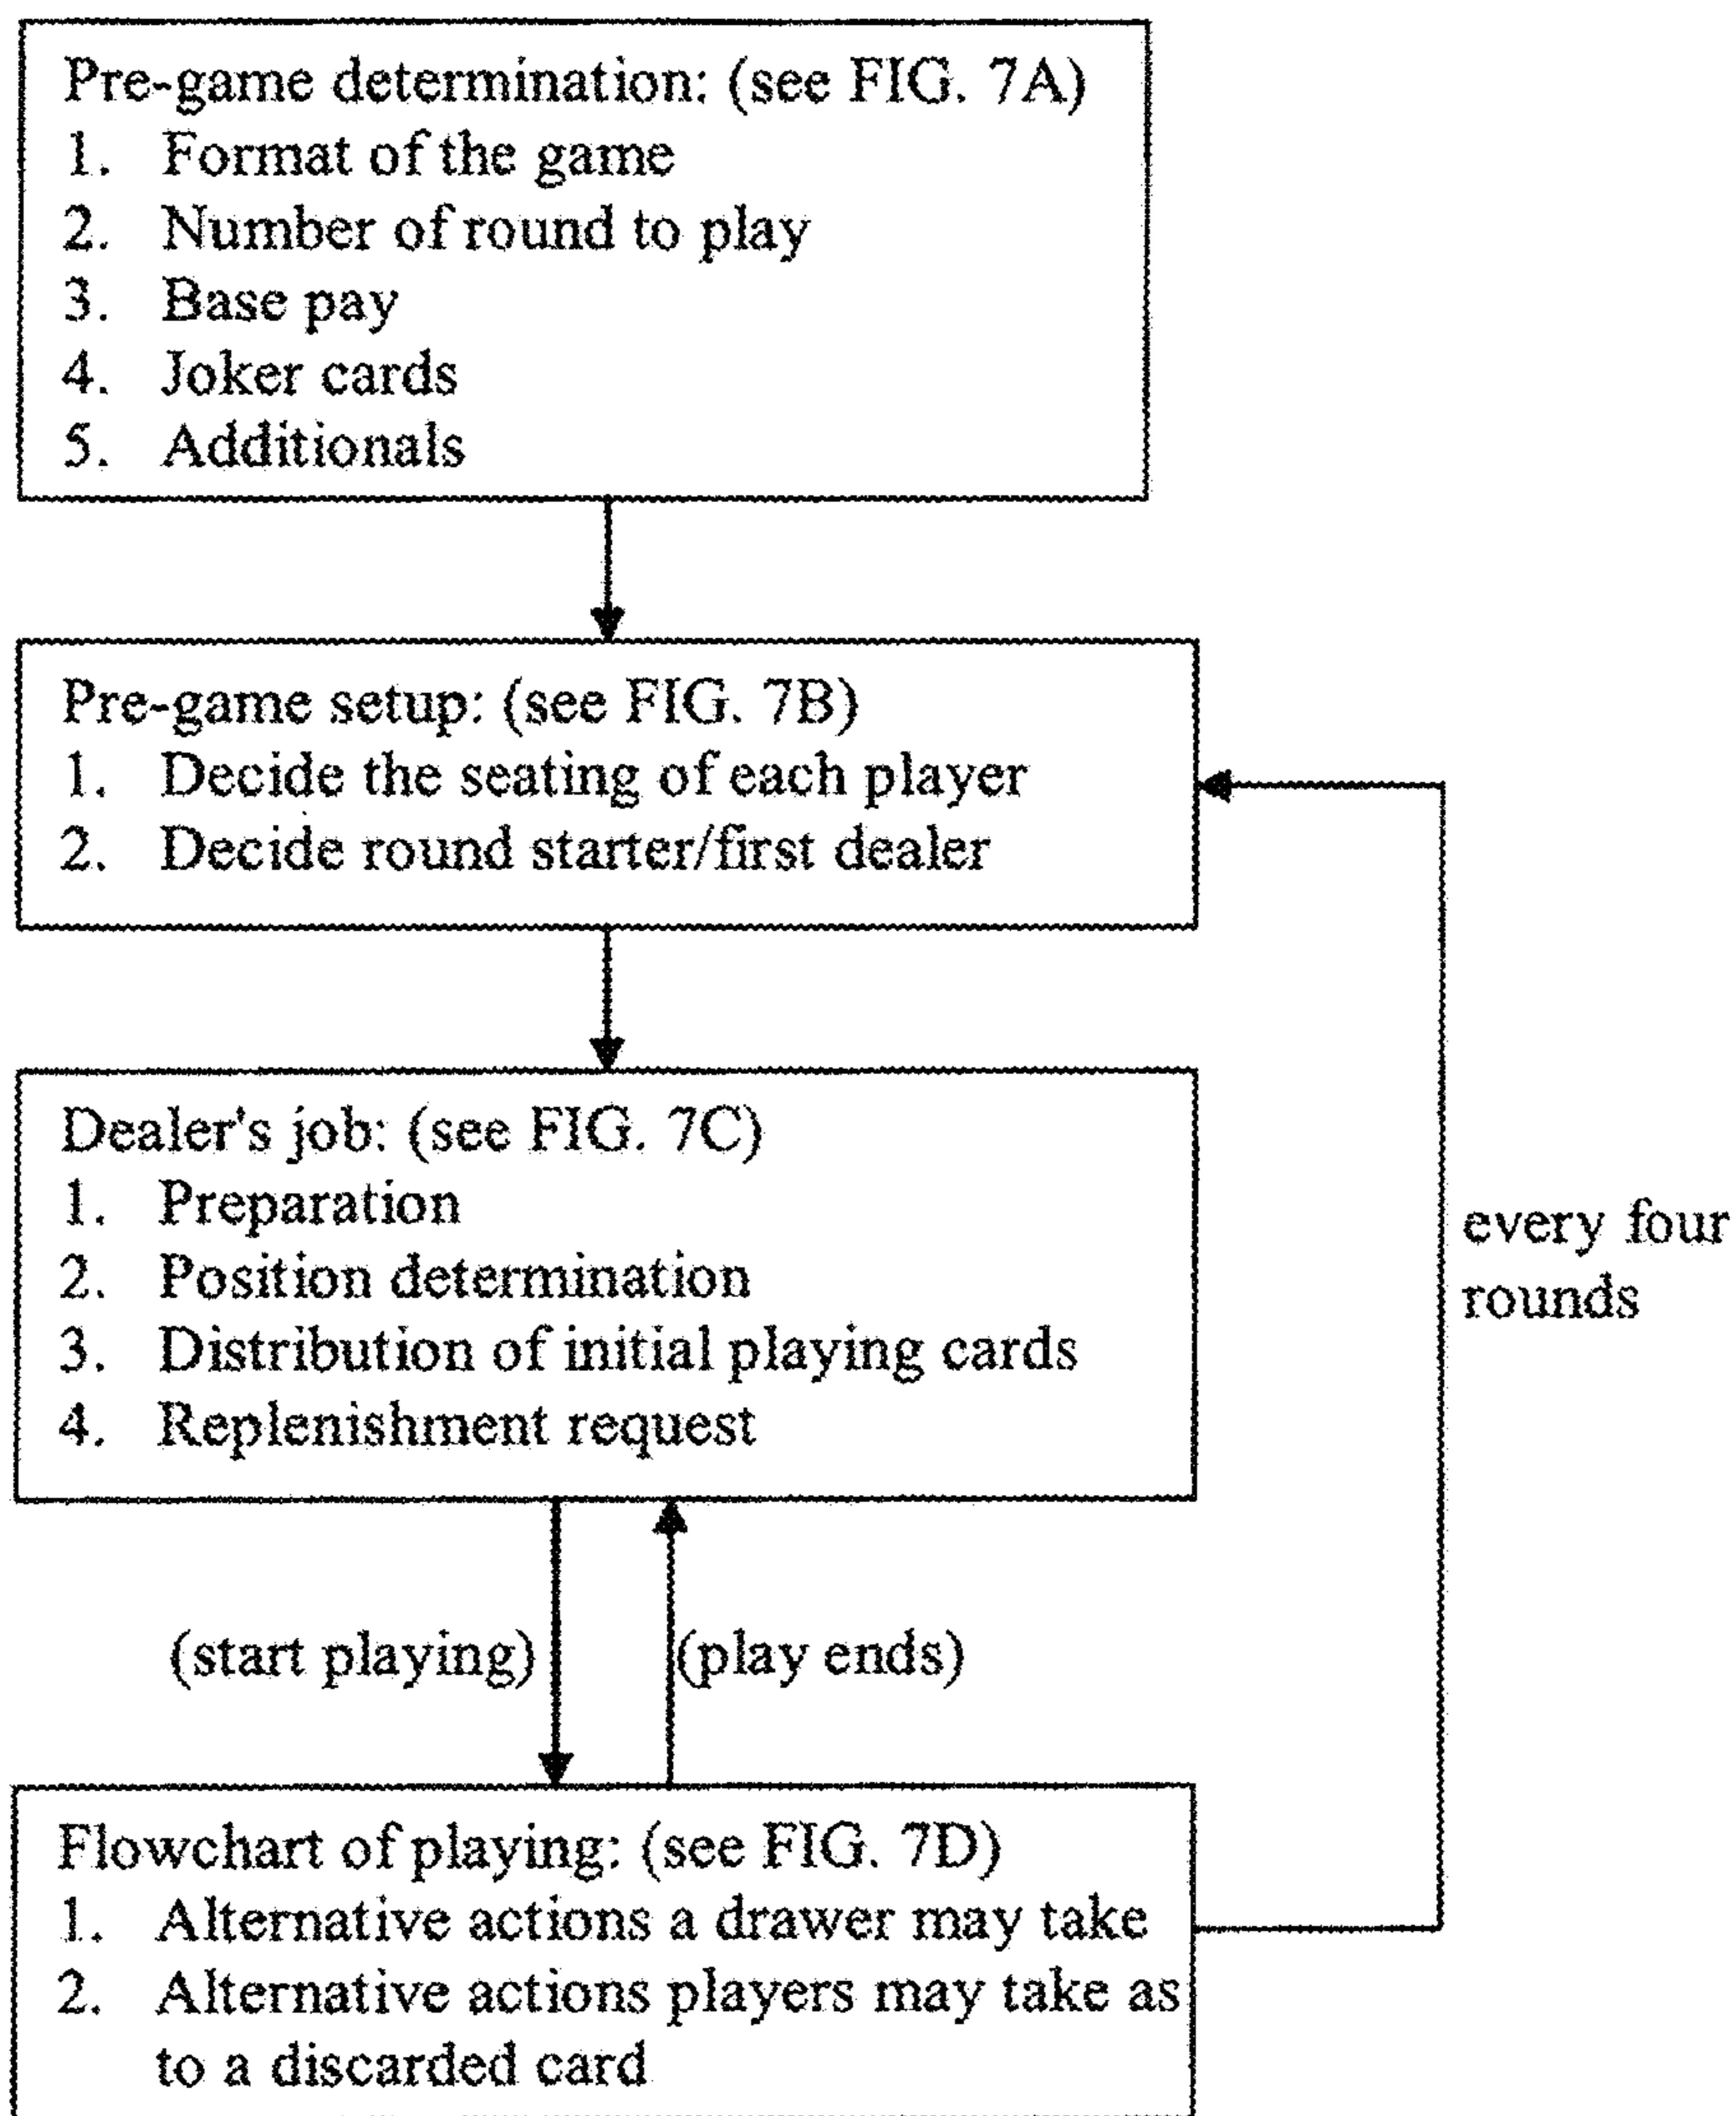 Pre-game determination: (see FIG. 7A)
1. Format of the game
2. Number of round to play
3. Base pay
4. Joker cards
5. Additionals
Pre-game setup: (see FIG. 7B)
1. Decide the seating of each player
2. Decide round starter/first dealer
Dealer's job: (see FIG. 7C)
1. Preparation
2. Position determination
3. Distribution of initial playing cards
4. Replenishment request
every four
rounds
(start playing)
(play ends)
Flowchart of playing: (see FIG. 7D)
1. Alternative actions a drawer may take
2. Alternative actions players may take as
to a discarded card